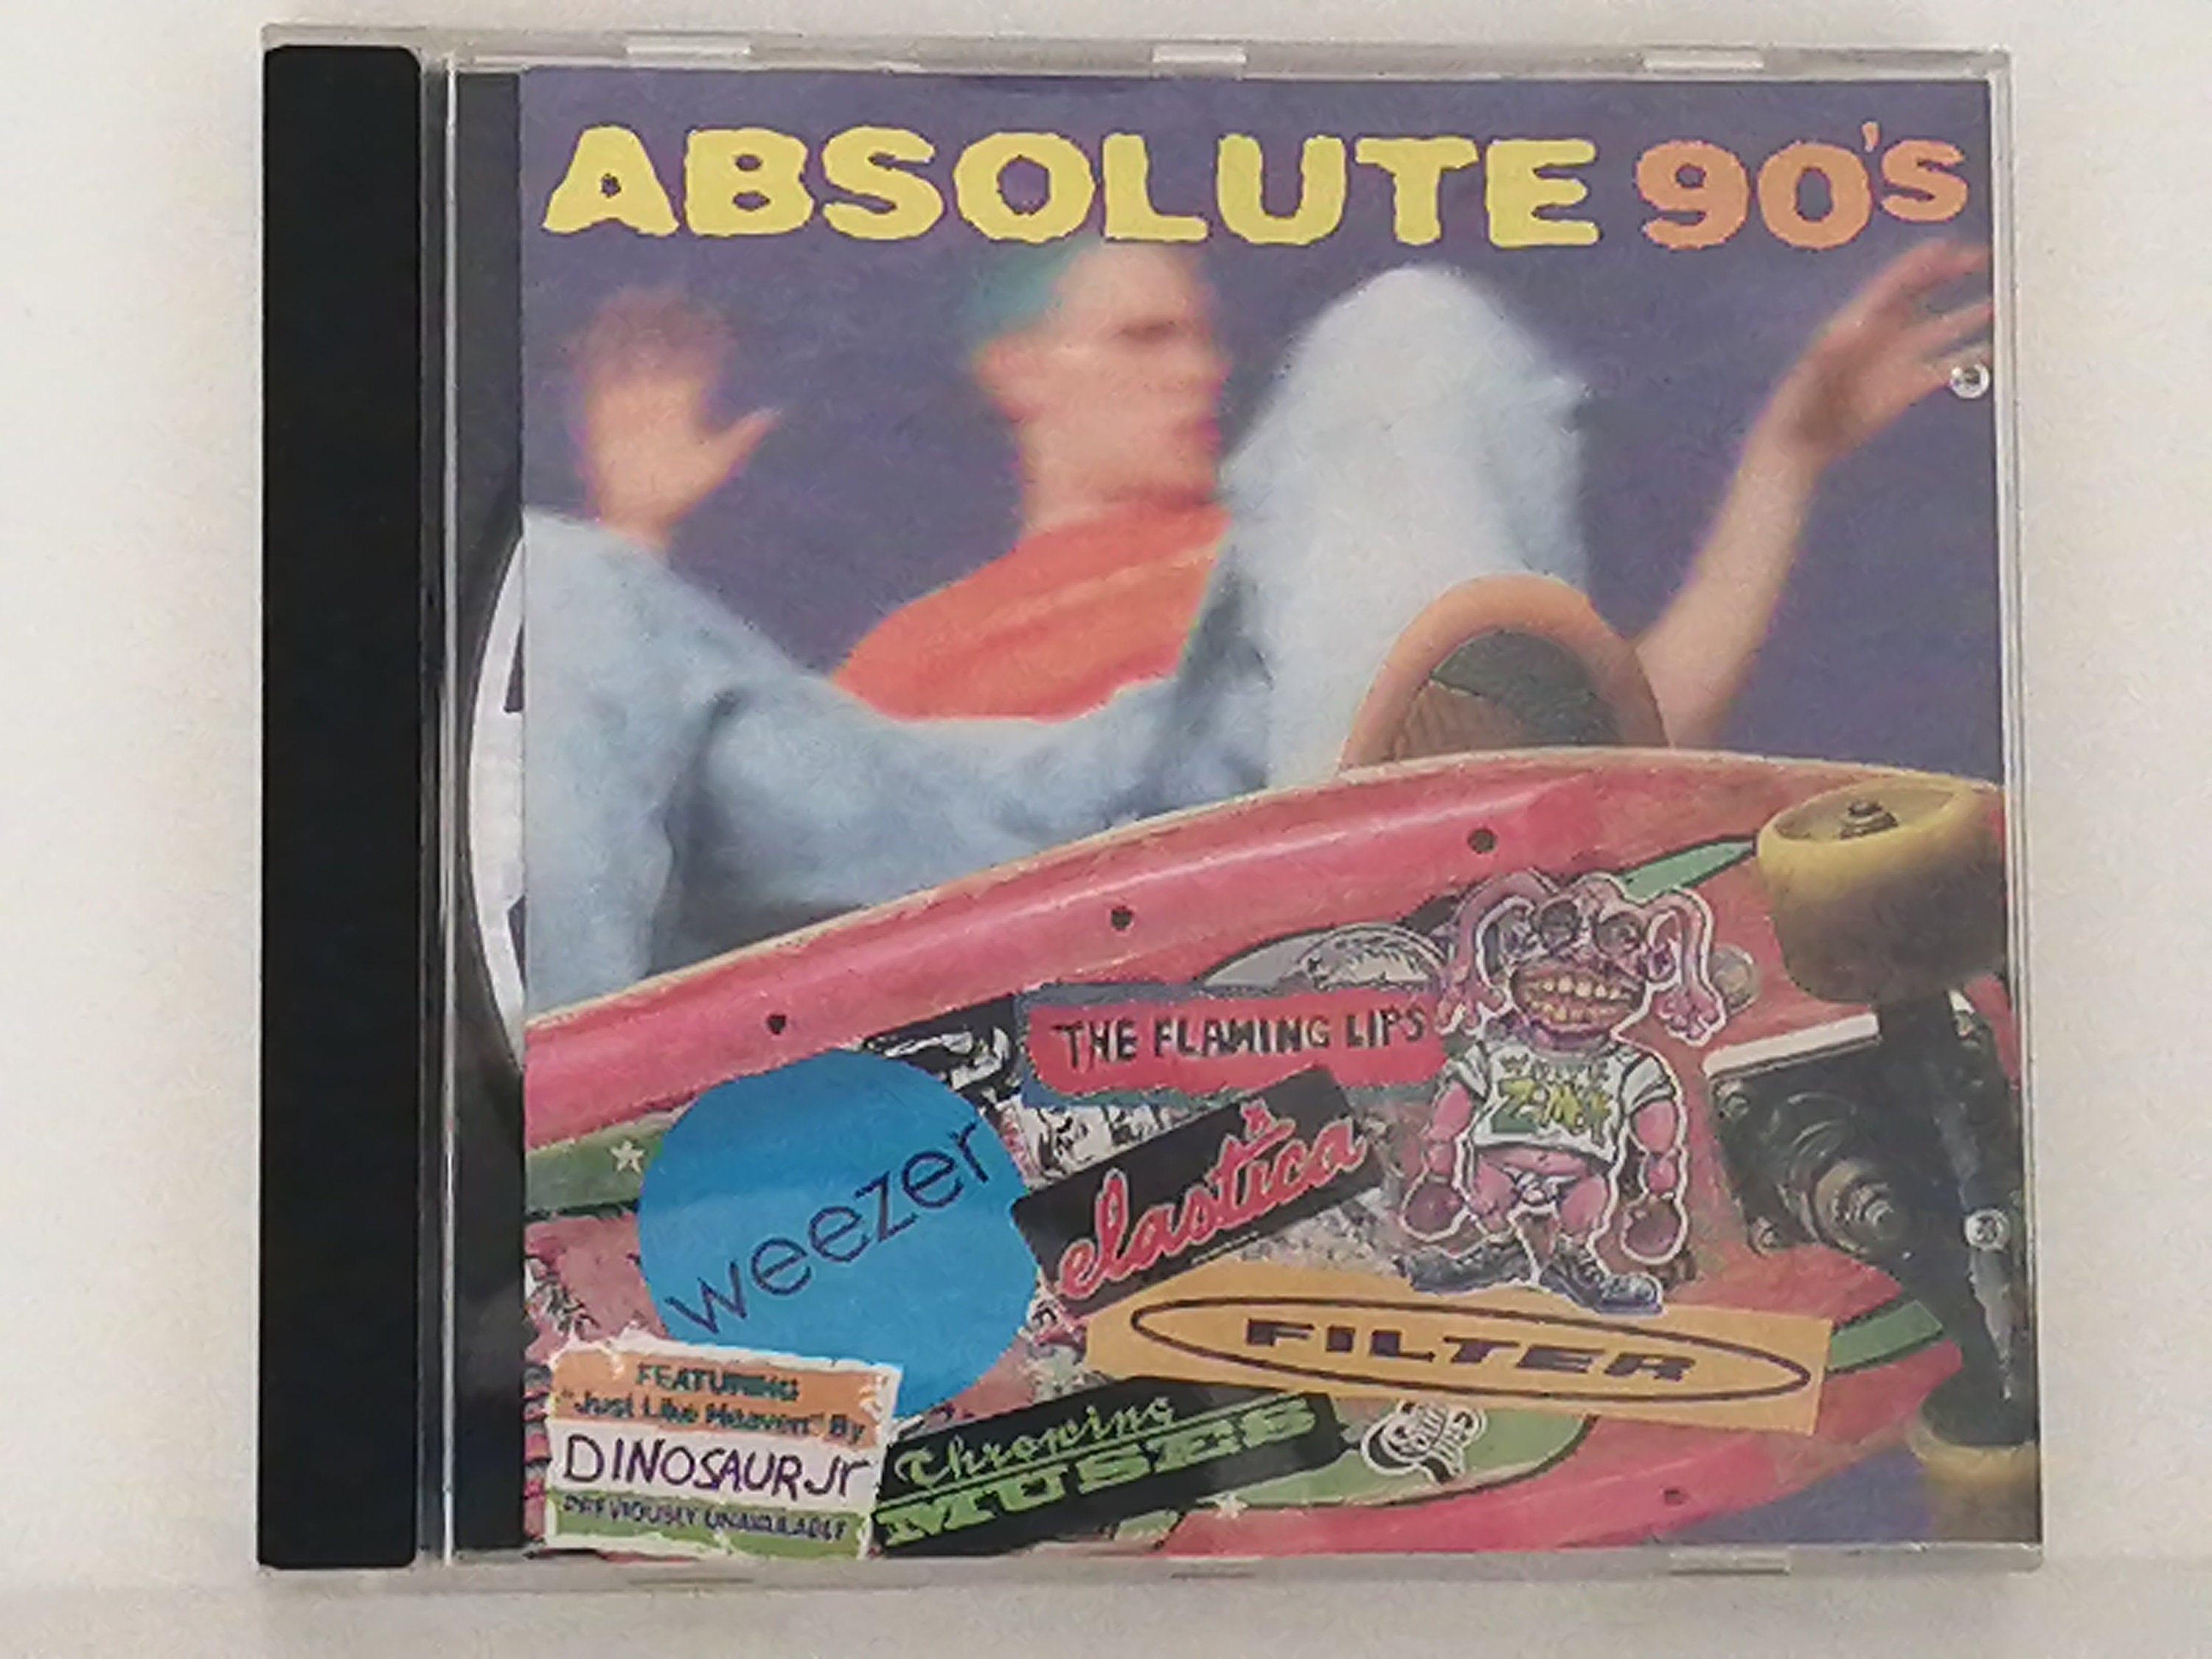 ABSOLUTE 90's
THE FLAMING LIPS
weezer
elastica
FILTER
FEATURING
"Just Like Heaven" By
DINOSAUR Jr
PREVIOUSLY UNAVAILABLE
Throwing
MUSES